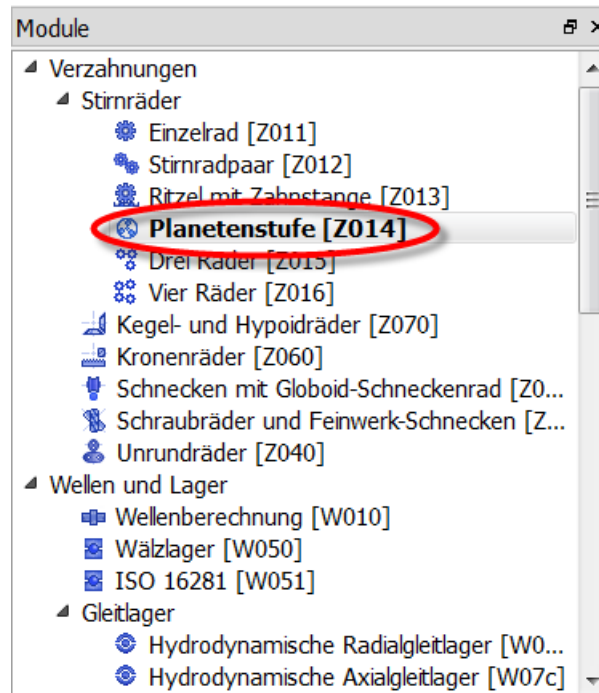 Module
Verzahnungen
Stirnräder
Einzelrad [Z011]
Stirnradpaar [Z012]
Ritzel mit Zahnstange [Z013]
Planetenstufe [Z014]
Drei Räder [Z015]
Vier Räder [Z016]
Kegel- und Hypoidräder [Z070]
Kronenräder [Z060]
Schnecken mit Globoid-Schneckenrad [Z0...
Schraubräder und Feinwerk-Schnecken [Z...
Unrundräder [Z040]
Wellen und Lager
Wellenberechnung [W010]
Wälzlager [W050]
ISO 16281 [W051]
Gleitlager
Hydrodynamische Radialgleitlager [W0...
Hydrodynamische Axialgleitlager [W07c]